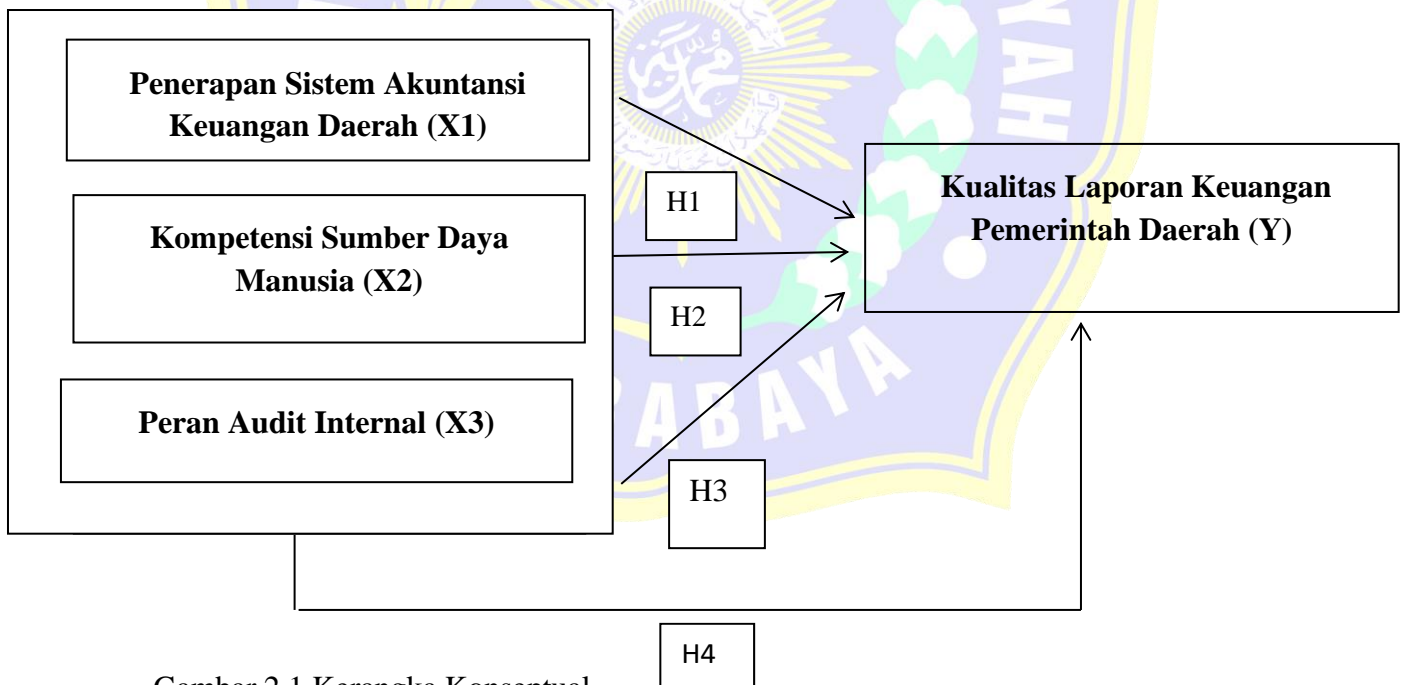 Penerapan Sistem Akuntansi
Keuangan Daerah (X1)
Kompetensi Sumber Daya
Manusia (X2)
Peran Audit Internal (X3)
H1
H2
H3
Kualitas Laporan Keuangan
Pemerintah Daerah (Y)
H4
Gambar 2.1 Kerangka Konseptual